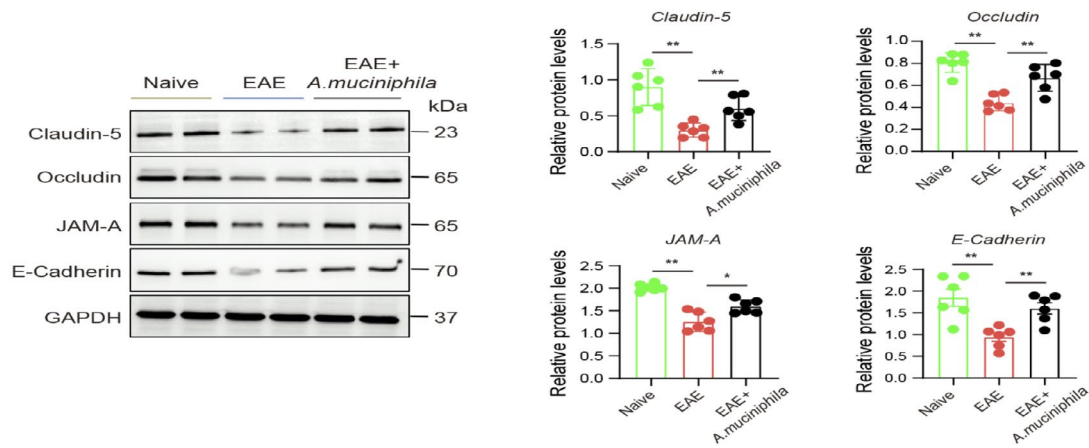 Naive
EAE
EAE+
A.muciniphila
kDa
Claudin-5
23
Occludin
65
JAM-A
65
E-Cadherin
70
GAPDH
37
Claudin-5
Relative protein levels
1.5
1.0
0.5
0.0
**
**
Naive
EAE
EAE+
A.muciniphila
Occludin
Relative protein levels
1.0
0.8
0.6
0.4
0.2
0.0
**
**
Naive
EAE
EAE+
A.muciniphila
JAM-A
Relative protein levels
2.5
2.0
1.5
1.0
0.5
0.0
**
*
Naive
EAE
EAE+
A.muciniphila
E-Cadherin
Relative protein levels
2.5
2.0
1.5
1.0
0.5
0.0
**
**
Naive
EAE
EAE+
A.muciniphila